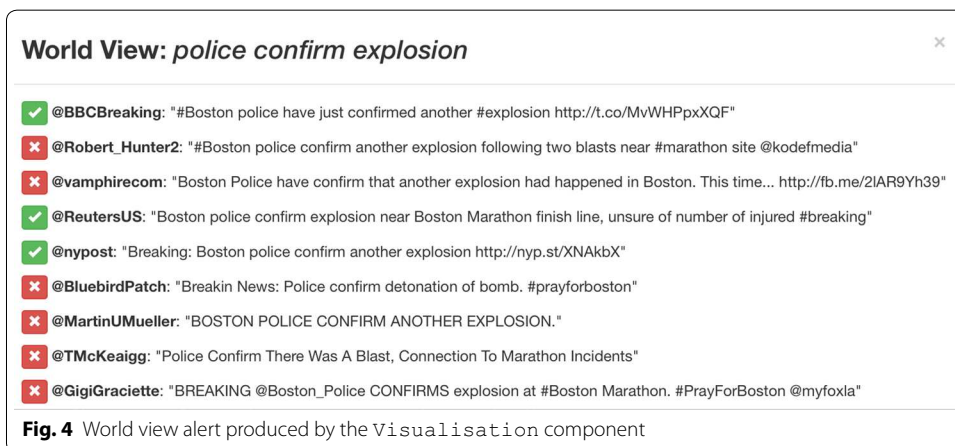 World View: police confirm explosion ×
@BBCBreaking: "#Boston police have just confirmed another #explosion http://t.co/MvWHPpxXQF"
@Robert_Hunter2: "#Boston police confirm another explosion following two blasts near #marathon site @kodefmedia"
@vamphirecom: "Boston Police have confirm that another explosion had happened in Boston. This time... http://fb.me/2lAR9Yh39"
@ReutersUS: "Boston police confirm explosion near Boston Marathon finish line, unsure of number of injured #breaking"
@nypost: "Breaking: Boston police confirm another explosion http://nyp.st/XNAkbX"
@BluebirdPatch: "Breakin News: Police confirm detonation of bomb. #prayforboston"
@MartinUMueller: "BOSTON POLICE CONFIRM ANOTHER EXPLOSION."
@TMcKeaigg: "Police Confirm There Was A Blast, Connection To Marathon Incidents"
@GigiGraciette: "BREAKING @Boston_Police CONFIRMS explosion at #Boston Marathon. #PrayForBoston @myfoxla"
Fig. 4 World view alert produced by the Visualisation component